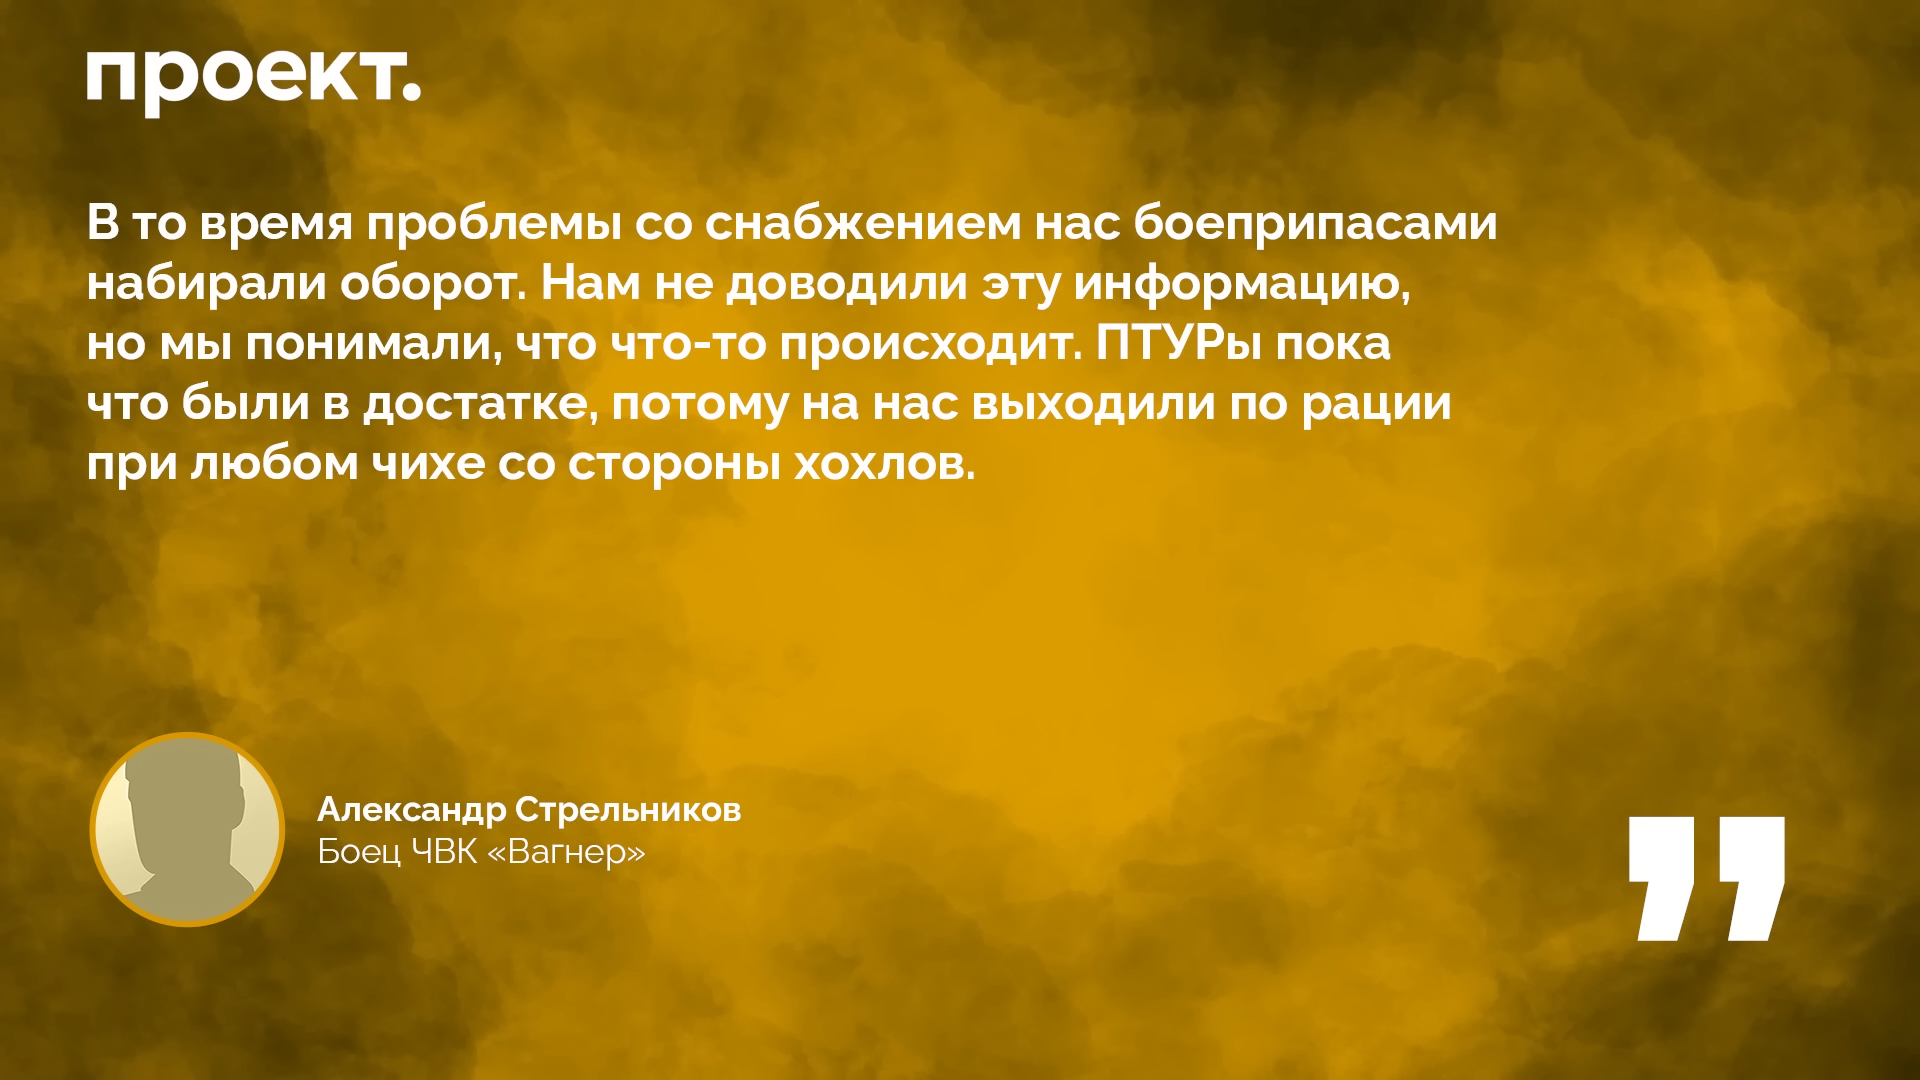 проект.
В то время проблемы со снабжением нас боеприпасами
набирали оборот. Нам не доводили эту информацию,
но мы понимали, что что-то происходит. ПТУРы пока
что были в достатке, потому на нас выходили по рации
при любом чихе со стороны хохлов.
Александр Стрельников
Боец ЧВК «Вагнер»
”